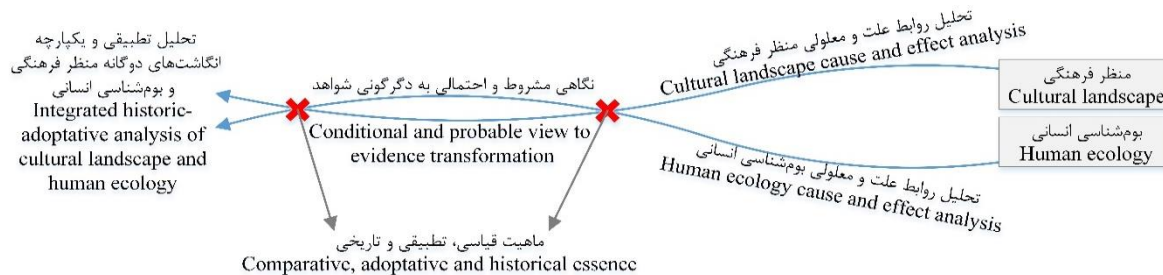 منظر فرهنگی
Cultural landscape
بوم‌شناسی انسانی
Human ecology
تحلیل روابط علت و معلولی منظر فرهنگی
Cultural landscape cause and effect analysis
تحلیل روابط علت و معلولی بوم‌شناسی انسانی
Human ecology cause and effect analysis
نگاهی مشروط و احتمالی به دگرگونی شواهد
Conditional and probable view to
evidence transformation
ماهیت قیاسی، تطبیقی و تاریخی
Comparative, adoptative and historical essence
تحلیل تطبیقی و یکپارچه
انگاشت‌های دوگانه منظر فرهنگی
و بوم‌شناسی انسانی
Integrated historic-
adoptative analysis of
cultural landscape and
human ecology